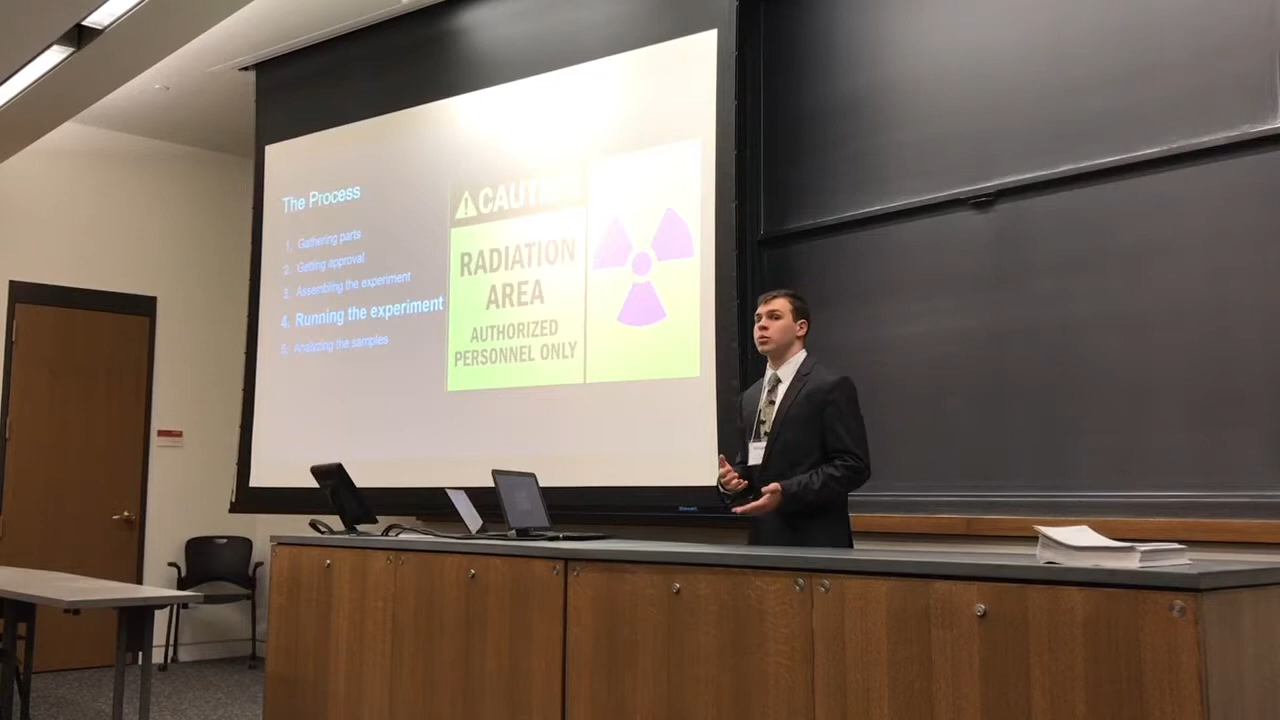 The Process
1. Gathering parts
2. Getting approval
3. Assembling the experiment
4. Running the experiment
5. Analyzing the samples
RADIATION
AREA
AUTHORIZED
PERSONNEL ONLY